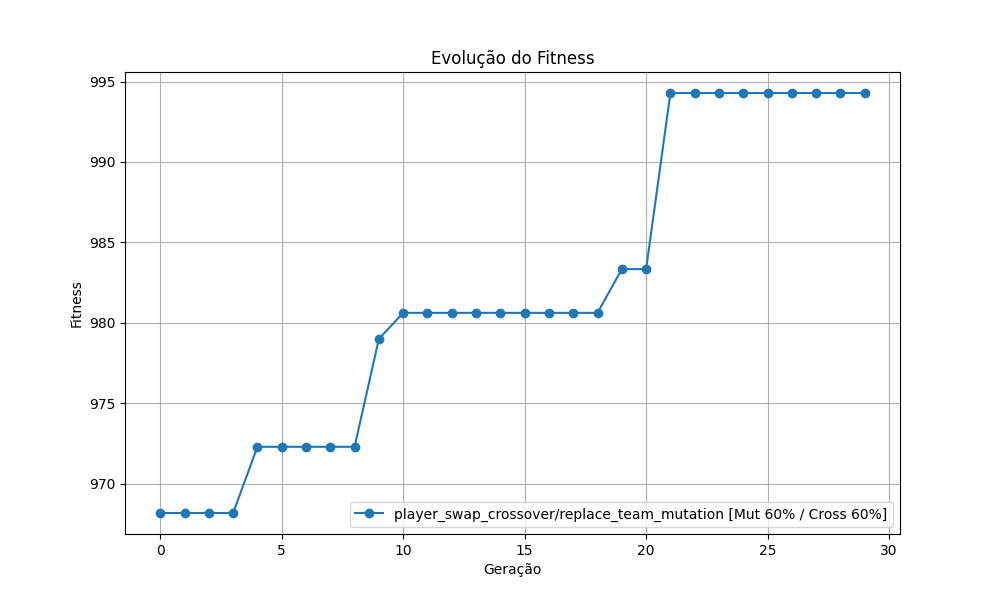 Evolução do Fitness
995
990
985
980
975
970
Fitness
0 5 10 15 20 25 30
Geração
player_swap_crossover/replace_team_mutation [Mut 60% / Cross 60%]